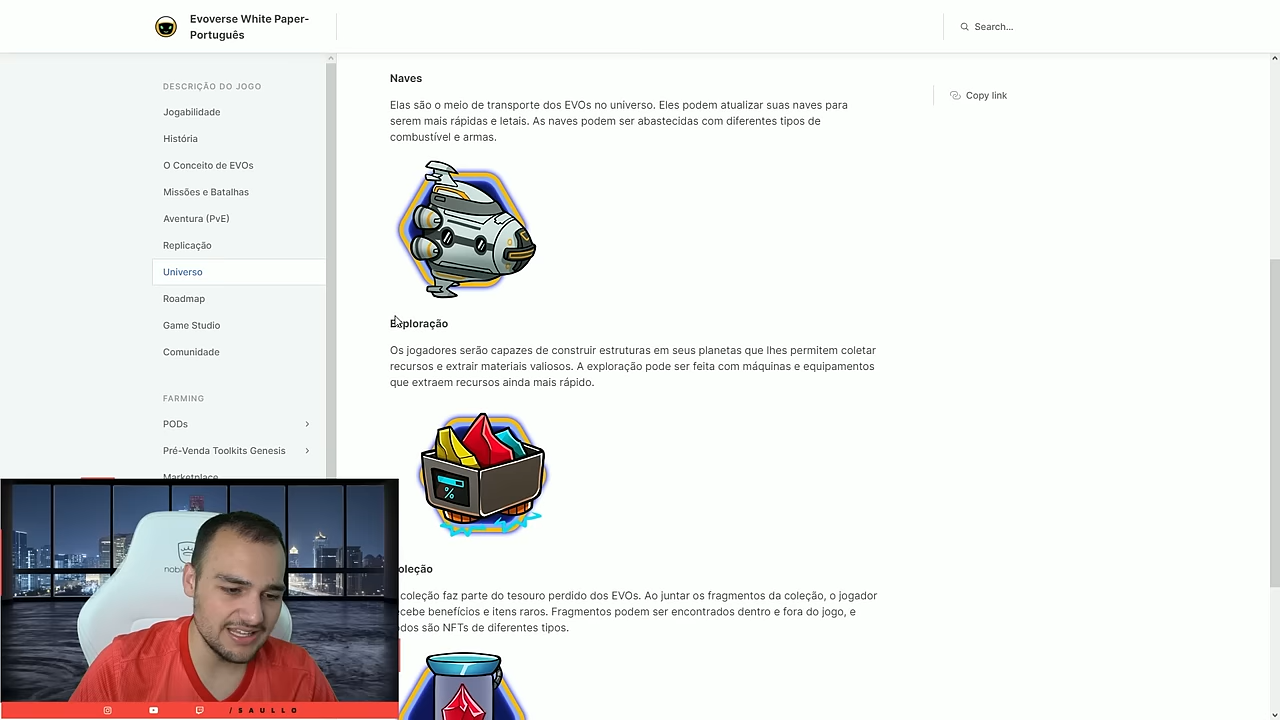 Evoverse White Paper-
Português
Search...
DESCRIÇÃO DO JOGO
Jogabilidade
História
O Conceito de EVOs
Missões e Batalhas
Aventura (PvE)
Replicação
Universo
Roadmap
Game Studio
Comunidade
FARMING
PODs
Pré-Venda Toolkits Genesis
Marketplace
Naves
Elas são o meio de transporte dos EVOs no universo. Eles podem atualizar suas naves para
serem mais rápidas e letais. As naves podem ser abastecidas com diferentes tipos de
combustível e armas.
Exploração
Os jogadores serão capazes de construir estruturas em seus planetas que lhes permitem coletar
recursos e extrair materiais valiosos. A exploração pode ser feita com máquinas e equipamentos
que extraem recursos ainda mais rápido.
%
oleção
coleção faz parte do tesouro perdido dos EVOs. Ao juntar os fragmentos da coleção, o jogador
ecebe benefícios e itens raros. Fragmentos podem ser encontrados dentro e fora do jogo, e
dos são NFTs de diferentes tipos.
Copy link
/SAULLO